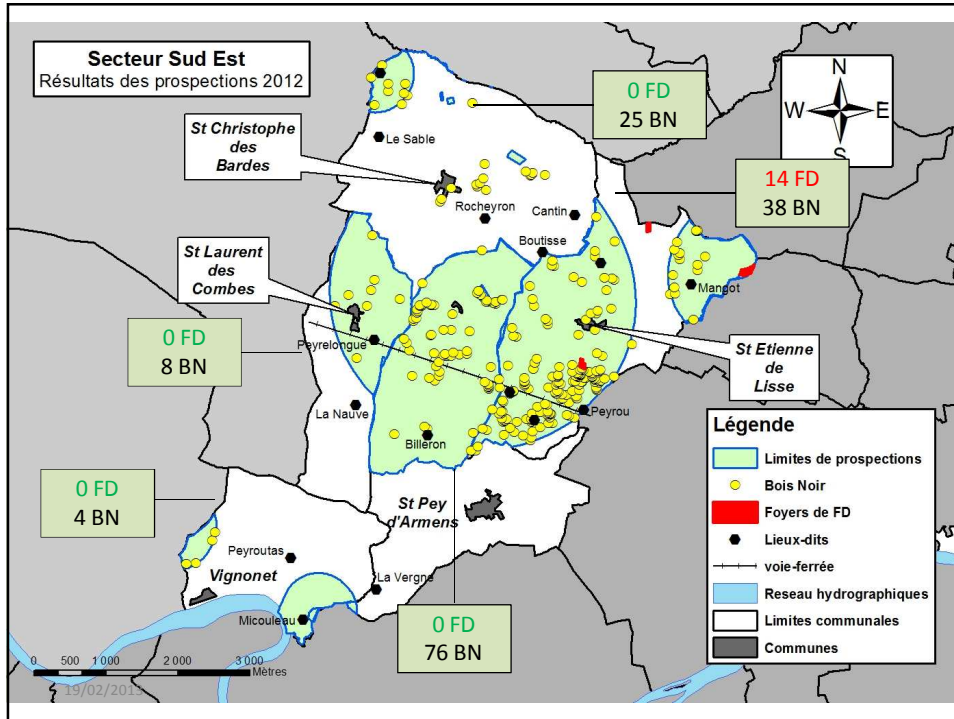 Secteur Sud Est
Résultats des prospections 2012
N
W E
S
0 FD
25 BN
St Christophe
des
Bardes
Le Sable
14 FD
38 BN
Rocheyron
Cantin
Boutisse
St Laurent
des
Combes
Mangot
0 FD
8 BN
Peyrelongue
St Etienne
de
Lisse
La Nauve
Peyrou
Billeron
0 FD
4 BN
St Pey
d'Armens
Peyroutas
Vignonet
La Vergne
Micouleau
0 FD
76 BN
Légende
Limites de prospections
Bois Noir
Foyers de FD
Lieux-dits
voie-ferrée
Reseau hydrographiques
Limites communales
Communes
0 500 1 000 2 000 3 000
Mètres
19/02/2013